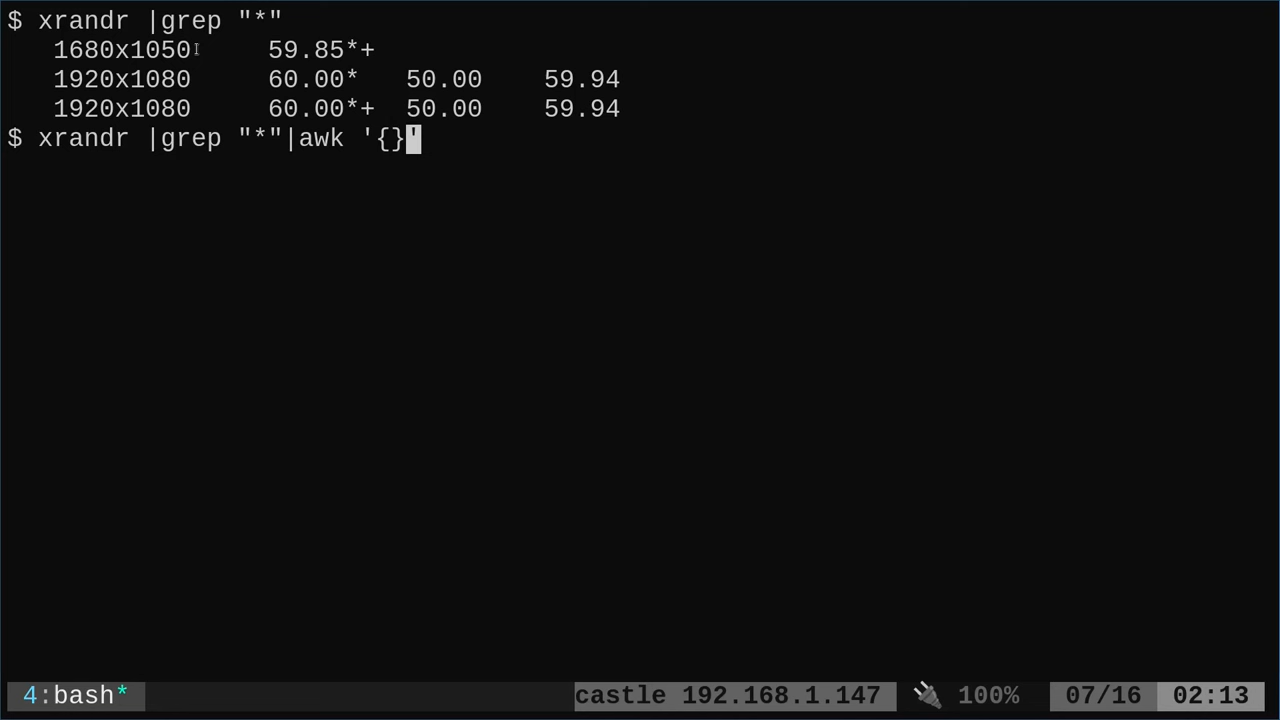 $ xrandr |grep "*"
   1680x1050     59.85*+
   1920x1080     60.00*   50.00    59.94
   1920x1080     60.00*+  50.00    59.94
$ xrandr |grep "*"|awk '{}'
4:bash* castle 192.168.1.147 🔌 100% 07/16 02:13